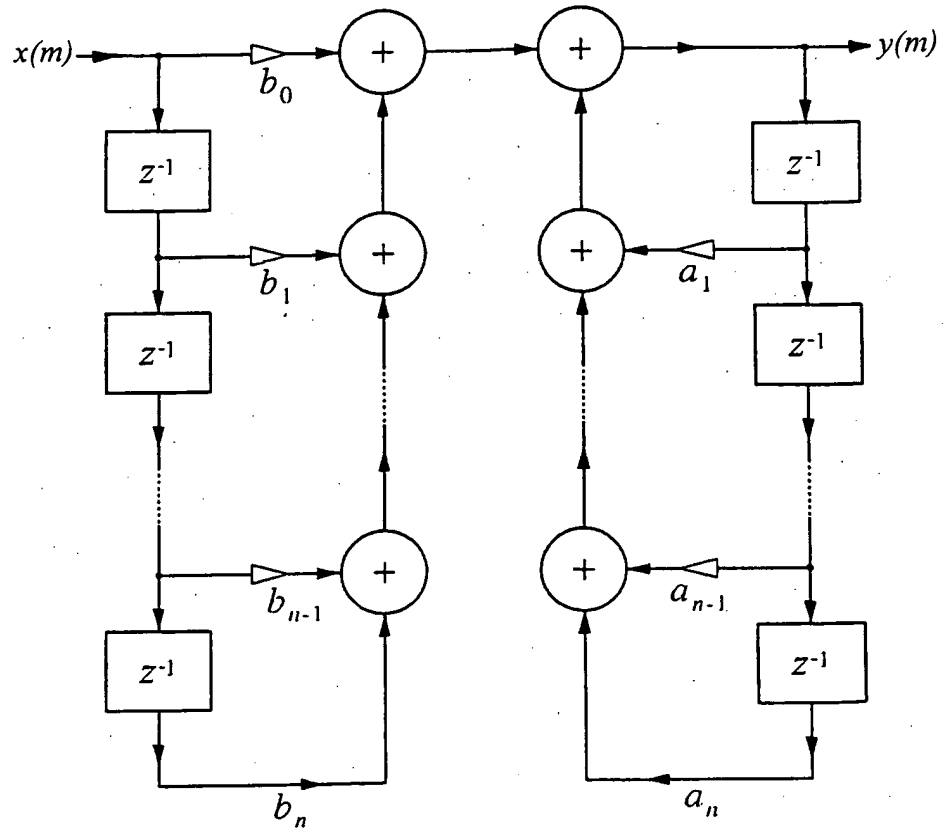 x(m) b₀ + + y(m)
z⁻¹ z⁻¹
b₁ + + a₁
z⁻¹ z⁻¹
bₙ₋₁ + + aₙ₋₁
z⁻¹ z⁻¹
bₙ aₙ